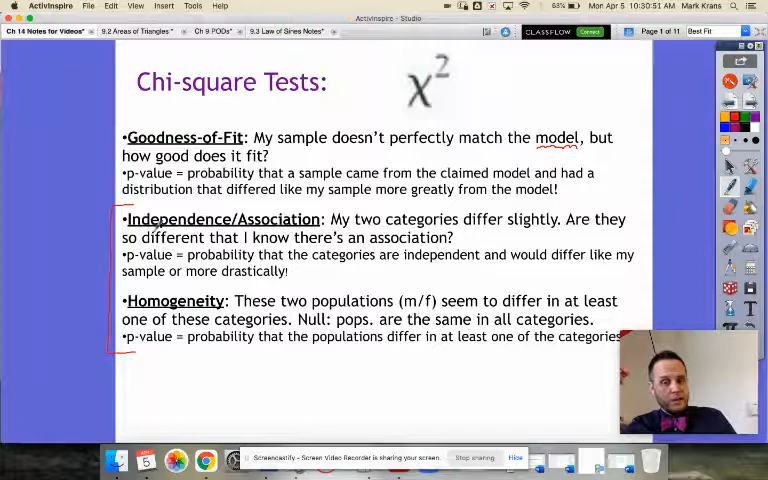 ActivInspire File Edit View Insert Tools Help 63% Mon Apr 5 10:30:51 AM Mark Krans
ActivInspire - Studio
Ch 14 Notes for Videos* 9.2 Areas of Triangles * Ch 9 PODs* 9.3 Law of Sines Notes* CLASSFLOW Connect Page 1 of 11 Best Fit
Chi-square Tests: χ²
•Goodness-of-Fit: My sample doesn't perfectly match the model, but
how good does it fit?
•p-value = probability that a sample came from the claimed model and had a
distribution that differed like my sample more greatly from the model!
•Independence/Association: My two categories differ slightly. Are they
so different that I know there's an association?
•p-value = probability that the categories are independent and would differ like my
sample or more drastically!
•Homogeneity: These two populations (m/f) seem to differ in at least
one of these categories. Null: pops. are the same in all categories.
•p-value = probability that the populations differ in at least one of the categories
APR
5
Screencastify - Screen Video Recorder is sharing your screen. Stop sharing Hide